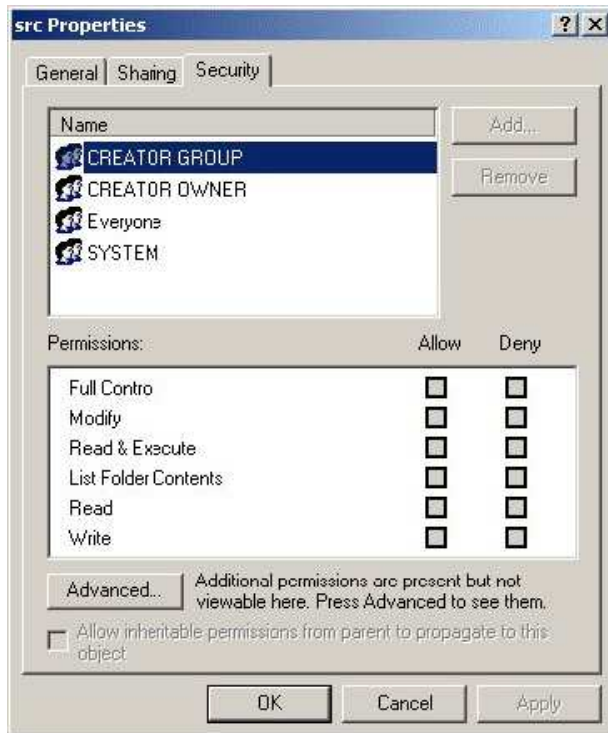 src Properties
General Sharing Security
Name
CREATOR GROUP
CREATOR OWNER
Everyone
SYSTEM
Add...
Remove
Permissions: Allow Deny
Full Contro
Modify
Read & Execute
List Folder Contents
Read
Write
Advanced...
Additional permissions are present but not
viewable here. Press Advanced to see them.
Allow inheritable permissions from parent to propagate to this
object
OK Cancel Apply